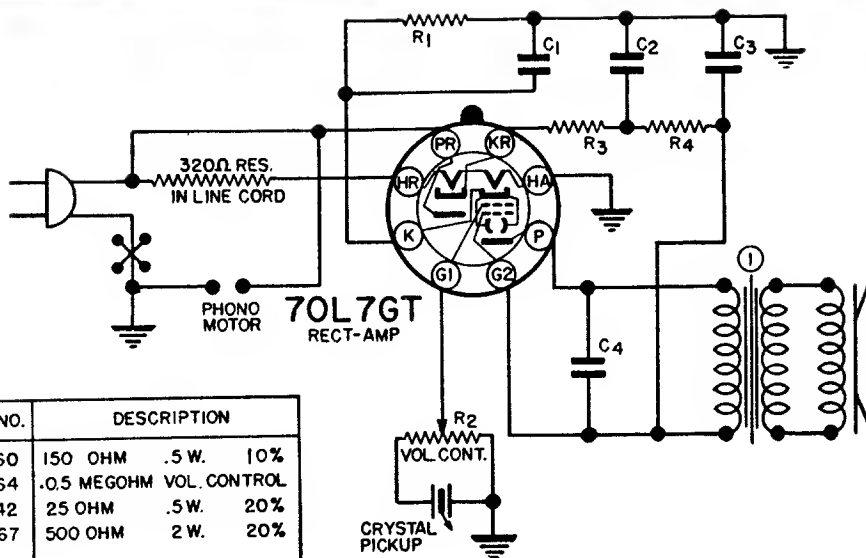 R1
C1
C2
C3
R3
R4
320Ω RES.
IN LINE CORD
PR
KR
HR
HA
K
P
G1
G2
PHONO
MOTOR
70L7GT
RECT-AMP
C4
1
R2
VOL. CONT.
CRYSTAL
PICKUP
NO. DESCRIPTION
60 150 OHM .5 W. 10%
64 .0.5 MEGOHM VOL. CONTROL
42 25 OHM .5 W. 20%
67 500 OHM 2 W. 20%